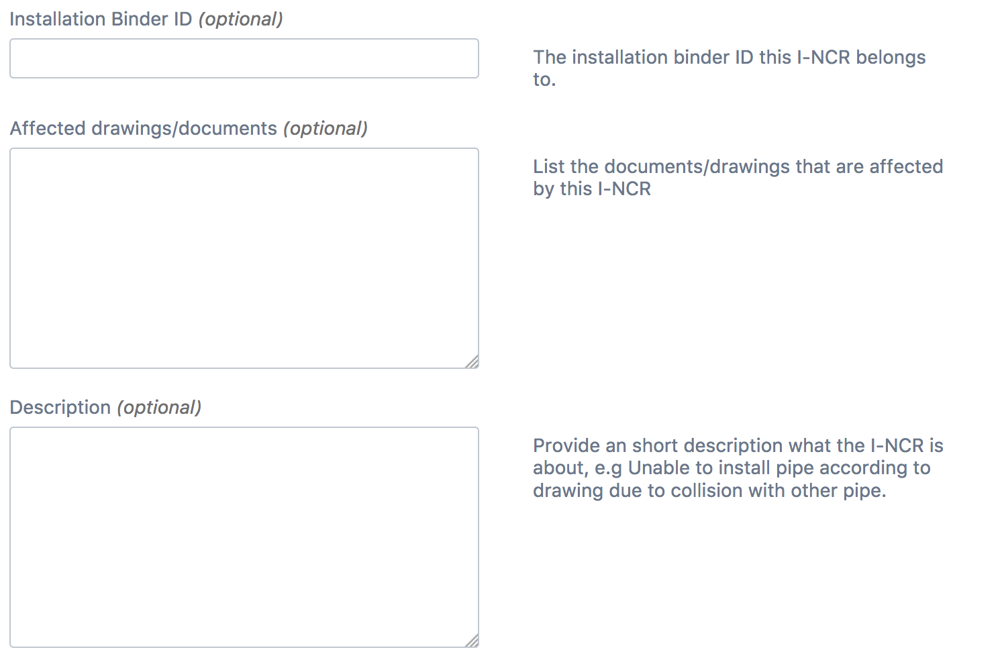 Installation Binder ID (optional)
The installation binder ID this I-NCR belongs
to.
Affected drawings/documents (optional)
List the documents/drawings that are affected
by this I-NCR
Description (optional)
Provide an short description what the I-NCR is
about, e.g Unable to install pipe according to
drawing due to collision with other pipe.